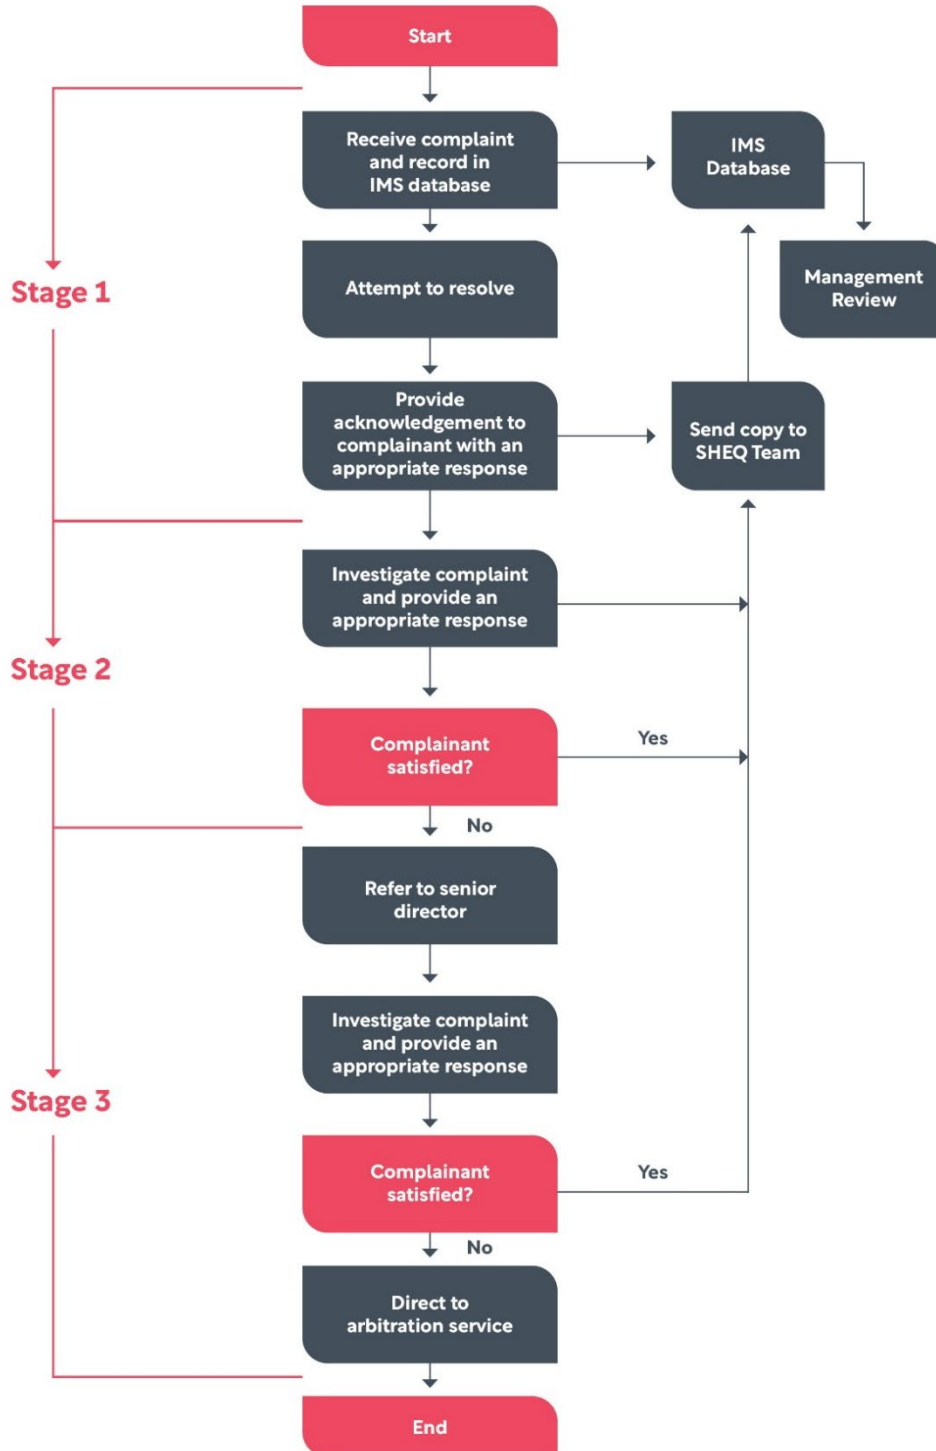 Start
Receive complaint
and record in
IMS database
IMS
Database
Attempt to resolve
Management
Review
Stage 1
Provide
acknowledgement to
complainant with an
appropriate response
Send copy to
SHEQ Team
Investigate complaint
and provide an
appropriate response
Stage 2
Complainant
satisfied?
Yes
No
Refer to senior
director
Investigate complaint
and provide an
appropriate response
Stage 3
Complainant
satisfied?
Yes
No
Direct to
arbitration service
End